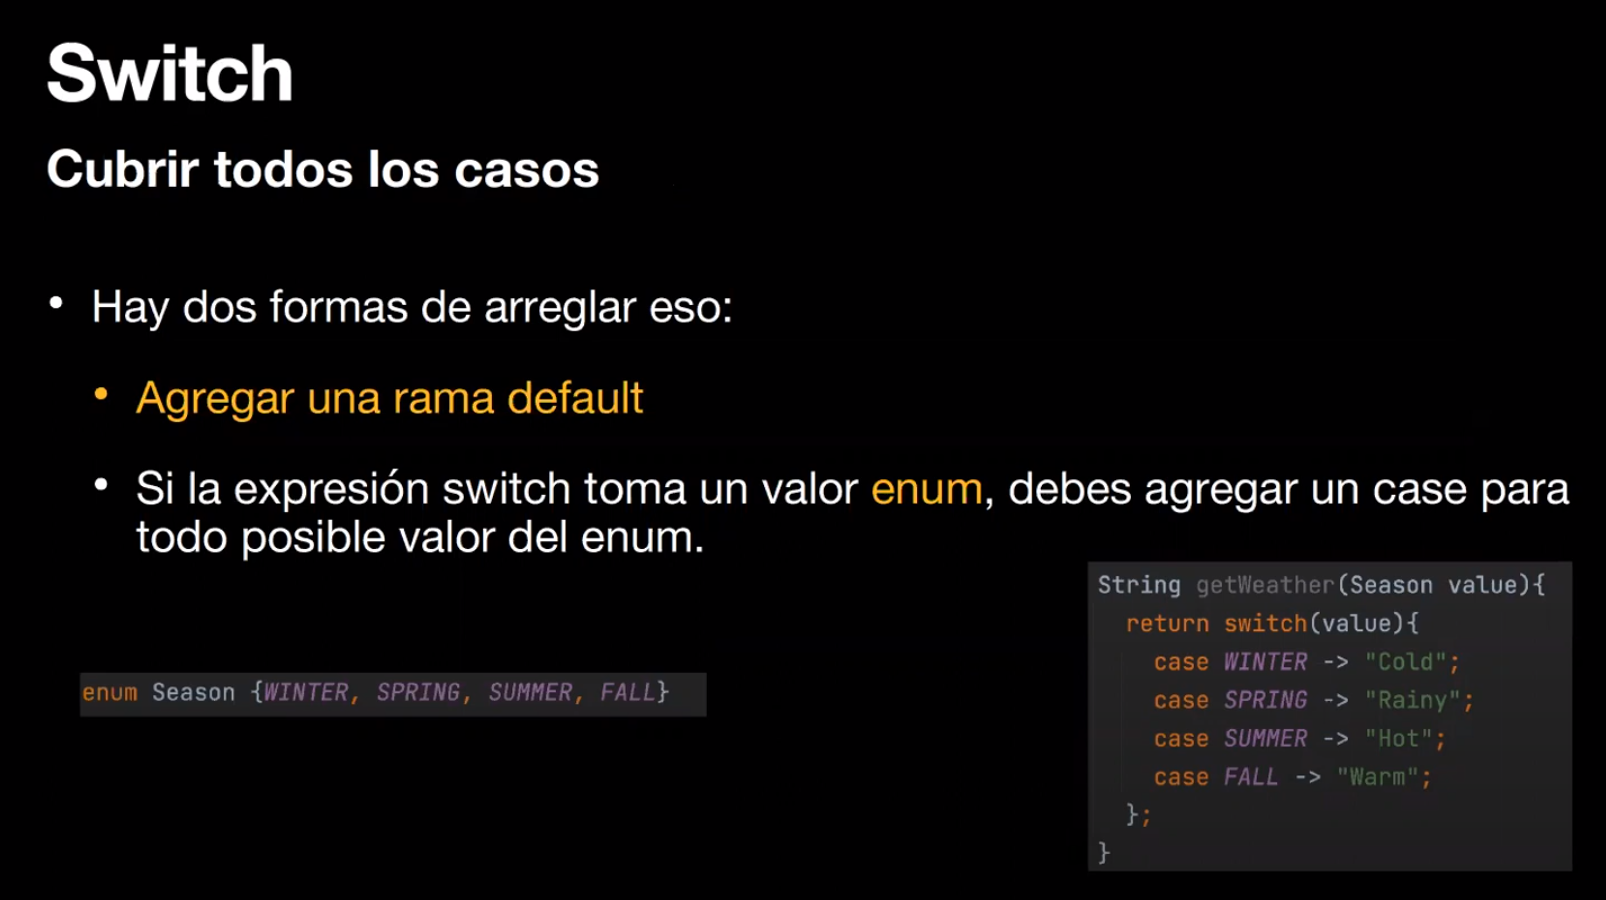 Switch
Cubrir todos los casos
• Hay dos formas de arreglar eso:
• Agregar una rama default
• Si la expresión switch toma un valor enum, debes agregar un case para
todo posible valor del enum.
enum Season {WINTER, SPRING, SUMMER, FALL}
String getWeather(Season value){
return switch(value){
case WINTER -> "Cold";
case SPRING -> "Rainy";
case SUMMER -> "Hot";
case FALL -> "Warm";
};
}